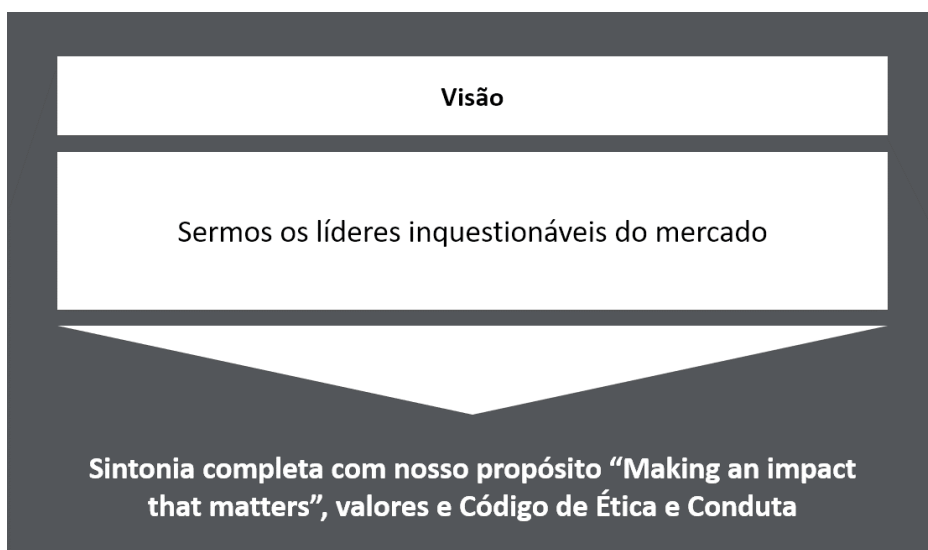 Visão
Sermos os líderes inquestionáveis do mercado
Sintonia completa com nosso propósito “Making an impact
that matters”, valores e Código de Ética e Conduta